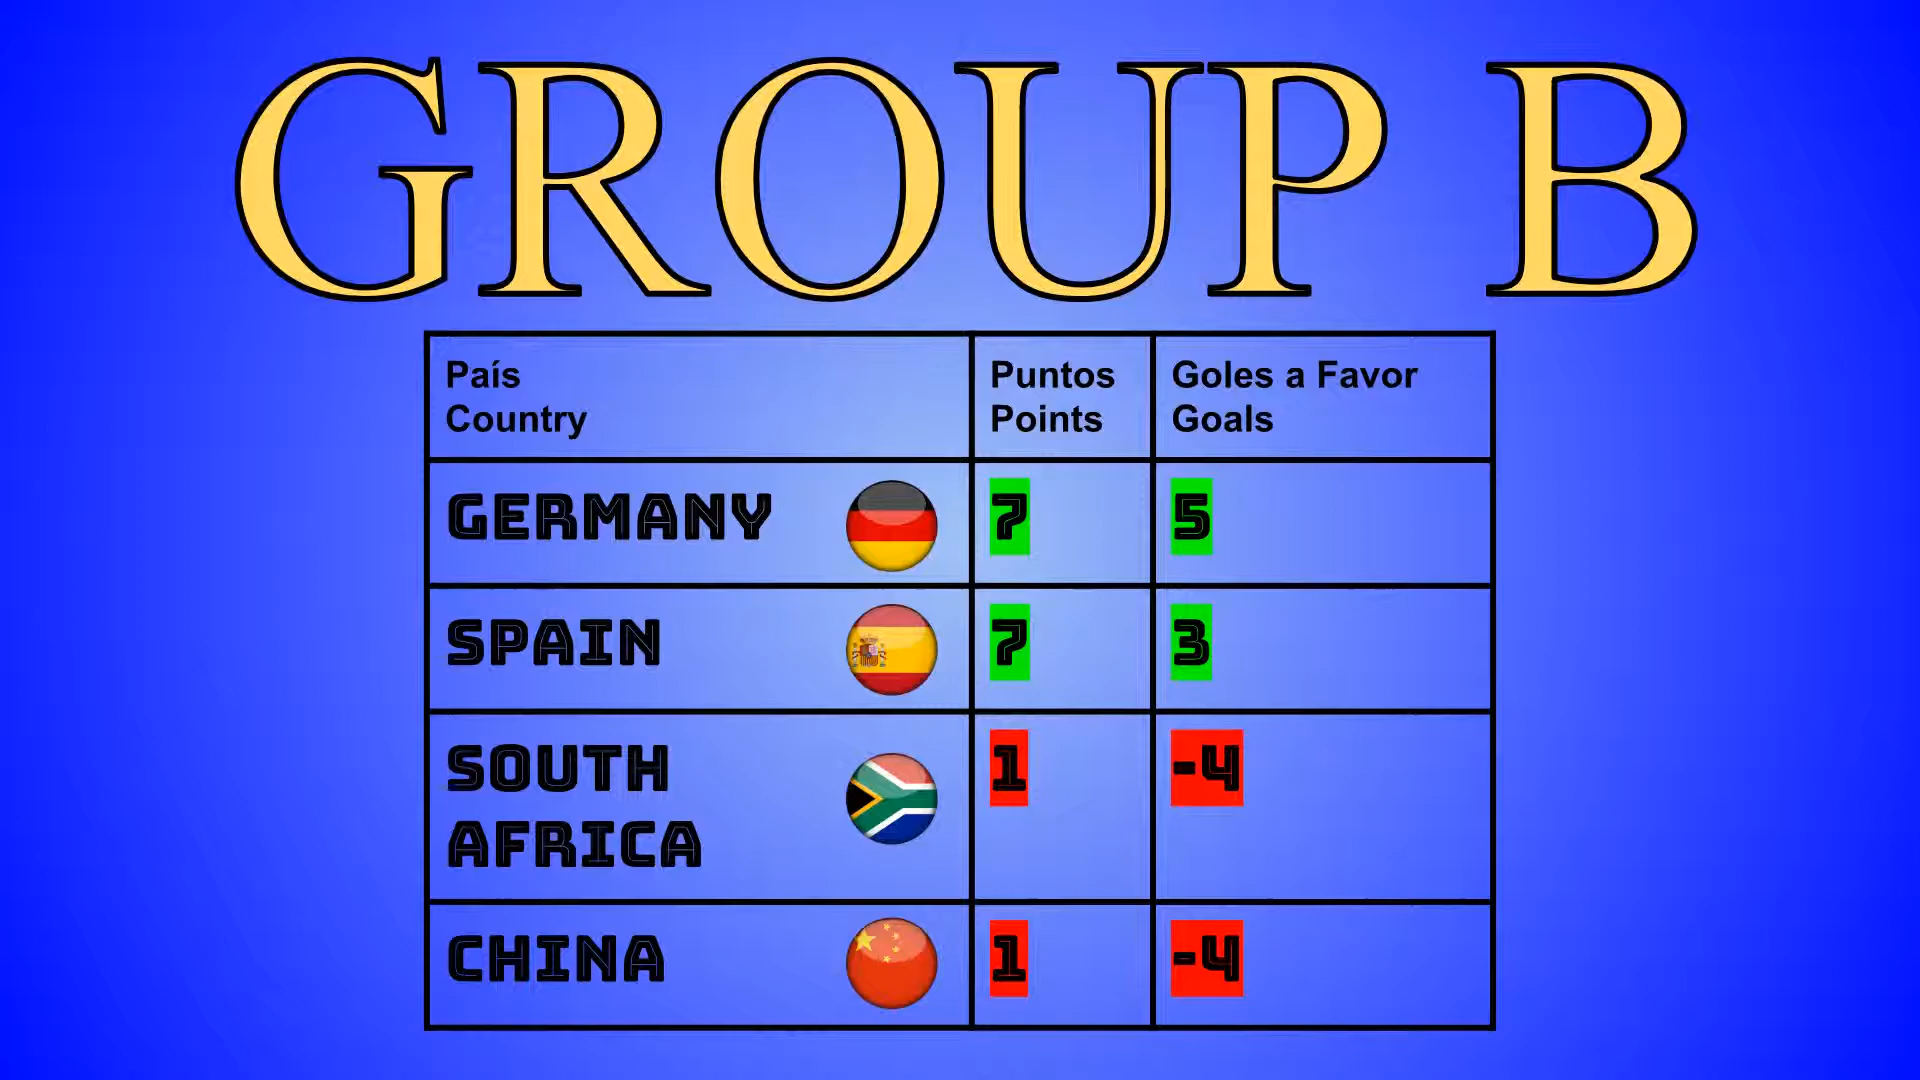 GROUP B
País
Country
Puntos
Points
Goles a Favor
Goals
GERMANY 7 5
SPAIN 7 3
SOUTH
AFRICA 1 -4
CHINA 1 -4